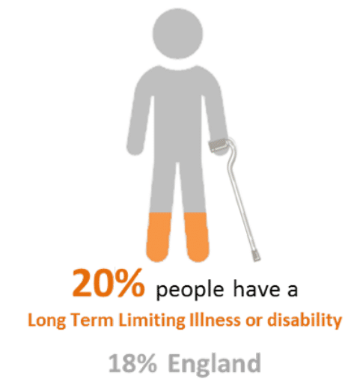 20% people have a
Long Term Limiting Illness or disability
18% England